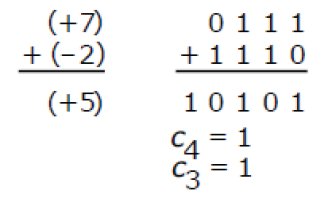 (+7) 0 1 1 1
+ (−2) + 1 1 1 0
(+5) 1 0 1 0 1
c4 = 1
c3 = 1